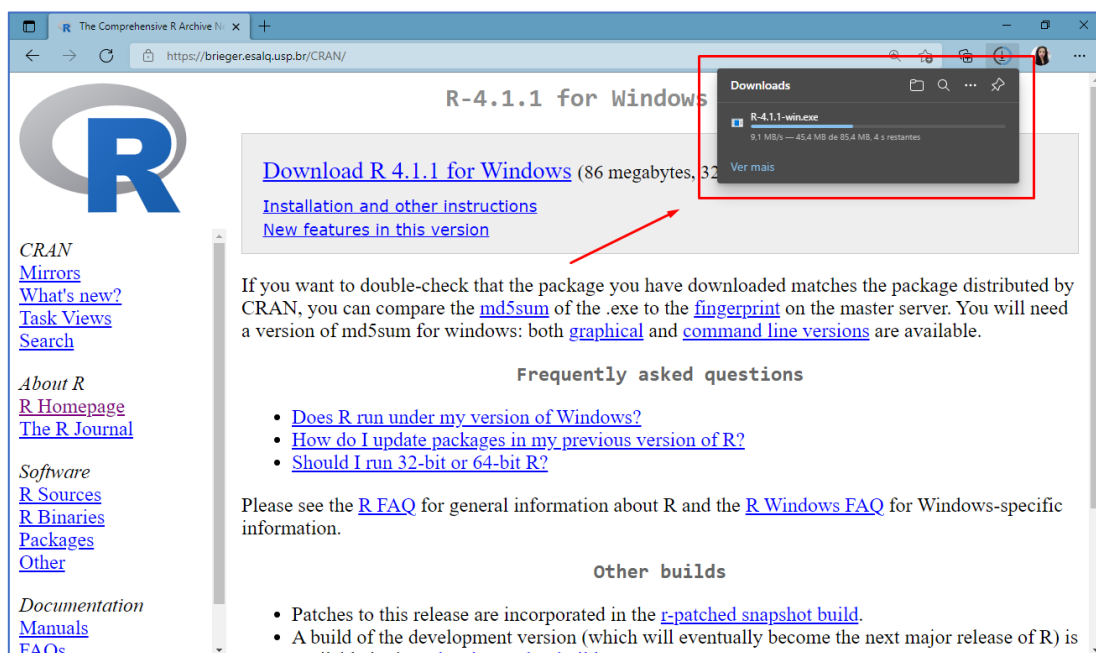 The Comprehensive R Archive N
https://brieger.esalq.usp.br/CRAN/
Downloads
R-4.1.1-win.exe
9,1 MB/s — 45,4 MB de 85,4 MB, 4 s restantes
Ver mais
R
CRAN
Mirrors
What's new?
Task Views
Search
About R
R Homepage
The R Journal
Software
R Sources
R Binaries
Packages
Other
Documentation
Manuals
FAQs
R-4.1.1 for Windows
Download R 4.1.1 for Windows (86 megabytes, 32
Installation and other instructions
New features in this version
If you want to double-check that the package you have downloaded matches the package distributed by
CRAN, you can compare the md5sum of the .exe to the fingerprint on the master server. You will need
a version of md5sum for windows: both graphical and command line versions are available.
Frequently asked questions
• Does R run under my version of Windows?
• How do I update packages in my previous version of R?
• Should I run 32-bit or 64-bit R?
Please see the R FAQ for general information about R and the R Windows FAQ for Windows-specific
information.
Other builds
• Patches to this release are incorporated in the r-patched snapshot build.
• A build of the development version (which will eventually become the next major release of R) is